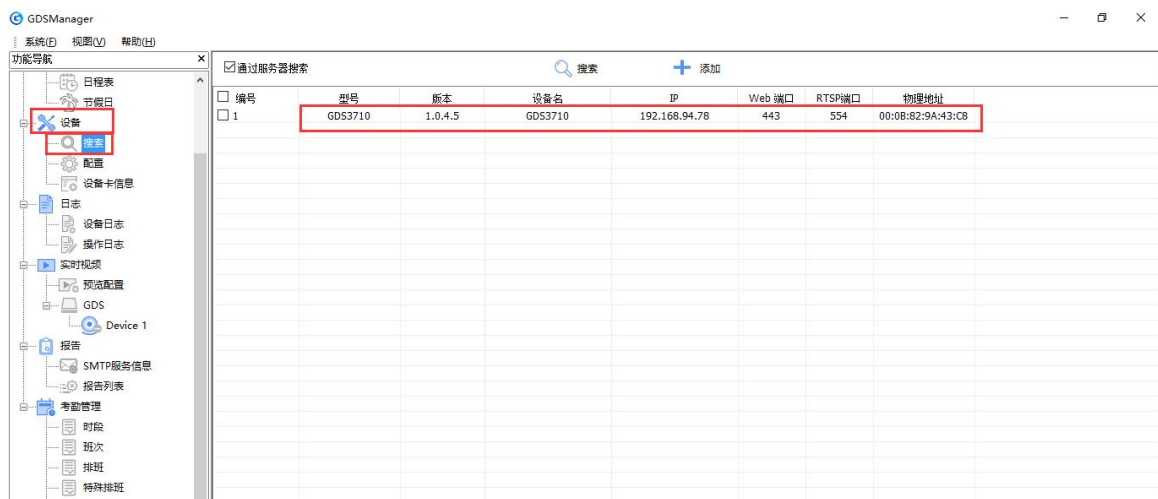 GDSManager
系统(F) 视图(V) 帮助(H)
功能导航
日程表
节假日
设备
搜索
配置
设备卡信息
日志
设备日志
操作日志
实时视频
预览配置
GDS
Device 1
报告
SMTP服务信息
报告列表
考勤管理
时段
班次
排班
特殊排班
通过服务器搜索 搜索 添加
编号 型号 版本 设备名 IP Web 端口 RTSP端口 物理地址
1 GDS3710 1.0.4.5 GDS3710 192.168.94.78 443 554 00:0B:82:9A:43:C8